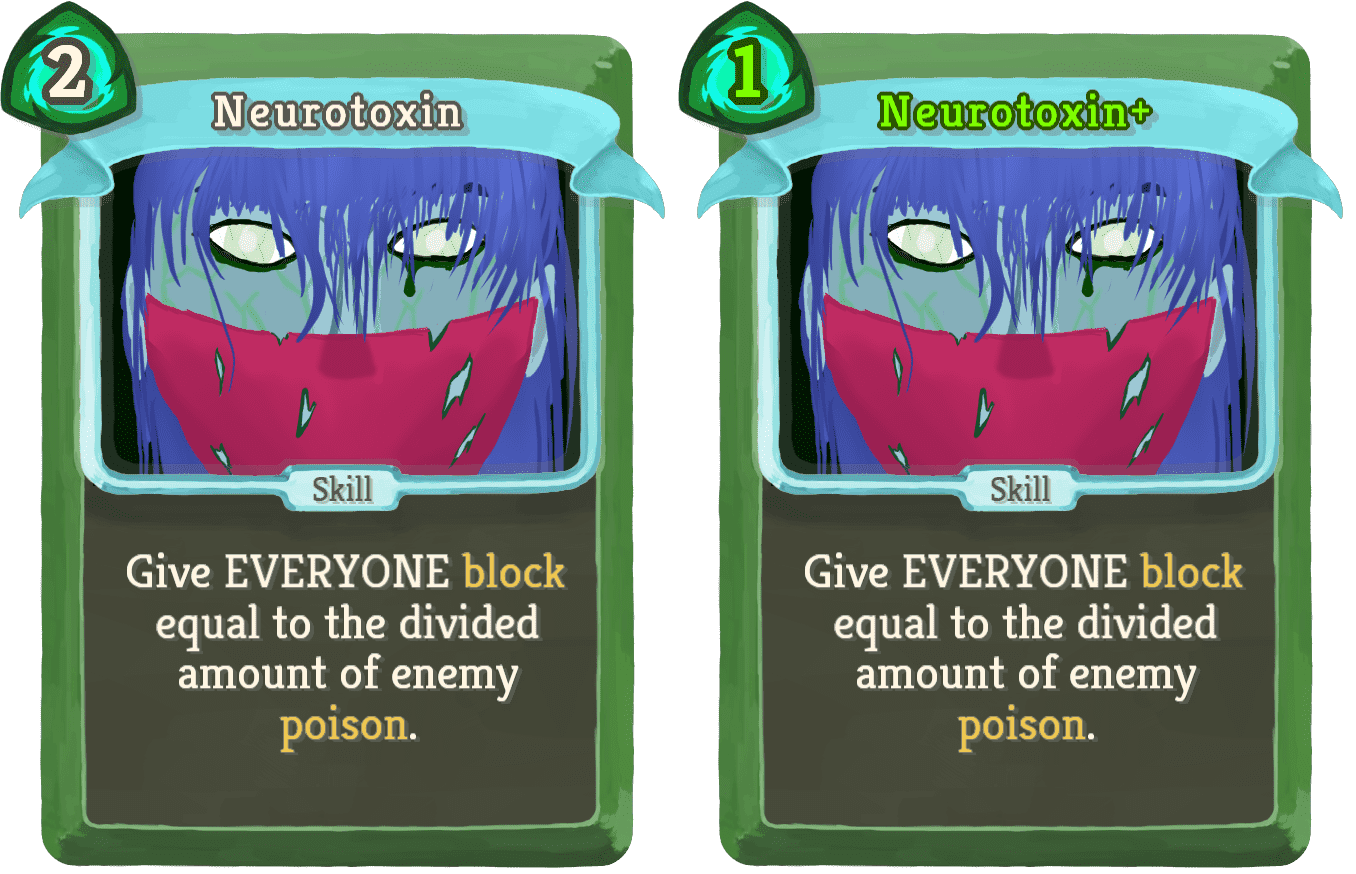 2
Neurotoxin
Skill
Give EVERYONE block
equal to the divided
amount of enemy
poison.
1
Neurotoxin+
Skill
Give EVERYONE block
equal to the divided
amount of enemy
poison.